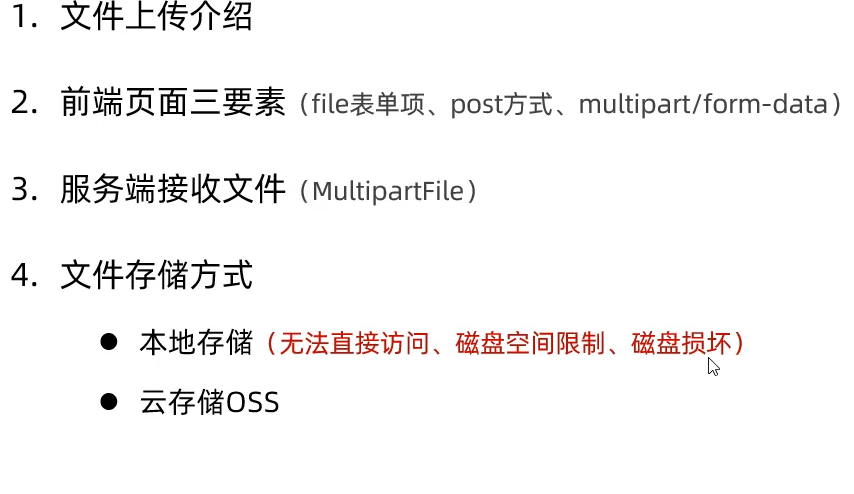 1. 文件上传介绍
2. 前端页面三要素（file表单项、post方式、multipart/form-data）
3. 服务端接收文件（MultipartFile）
4. 文件存储方式
● 本地存储（无法直接访问、磁盘空间限制、磁盘损坏）
● 云存储OSS